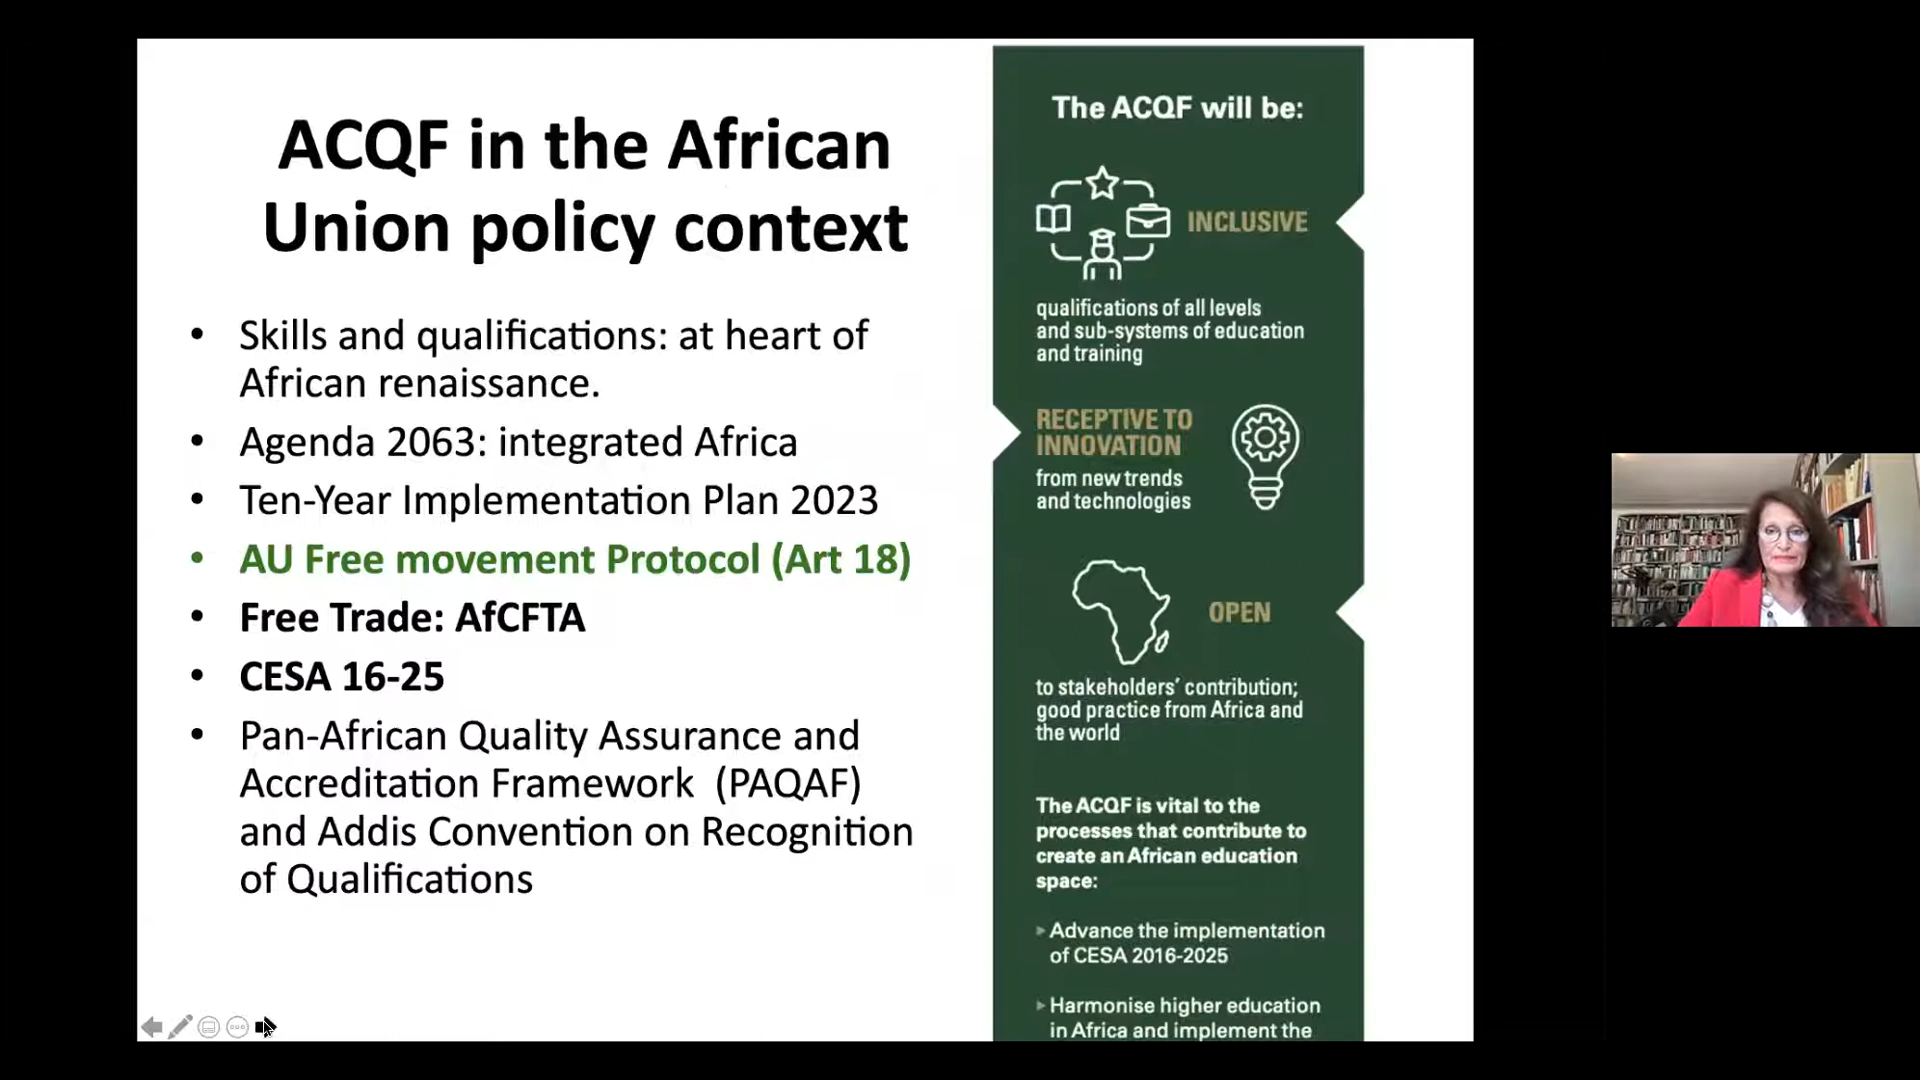 ACQF in the African
Union policy context
• Skills and qualifications: at heart of
African renaissance.
• Agenda 2063: integrated Africa
• Ten-Year Implementation Plan 2023
• AU Free movement Protocol (Art 18)
• Free Trade: AfCFTA
• CESA 16-25
• Pan-African Quality Assurance and
Accreditation Framework (PAQAF)
and Addis Convention on Recognition
of Qualifications
The ACQF will be:
INCLUSIVE
qualifications of all levels
and sub-systems of education
and training
RECEPTIVE TO
INNOVATION
from new trends
and technologies
OPEN
to stakeholders' contribution;
good practice from Africa and
the world
The ACQF is vital to the
processes that contribute to
create an African education
space:
Advance the implementation
of CESA 2016-2025
Harmonise higher education
in Africa and implement the